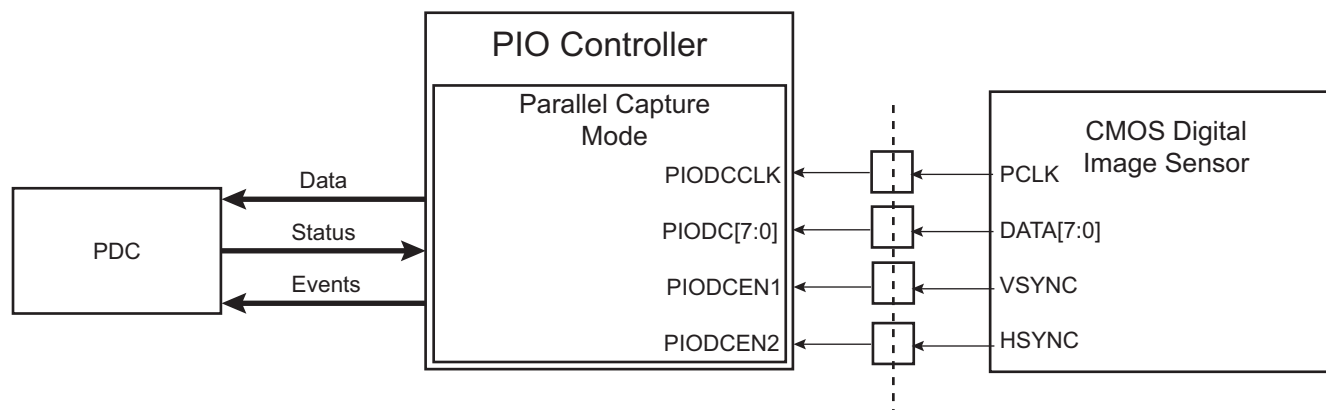 PIO Controller
Parallel Capture
Mode
CMOS Digital
Image Sensor
PDC
Data
Status
Events
PIODCCLK
PCLK
PIODC[7:0]
DATA[7:0]
PIODCEN1
VSYNC
PIODCEN2
HSYNC